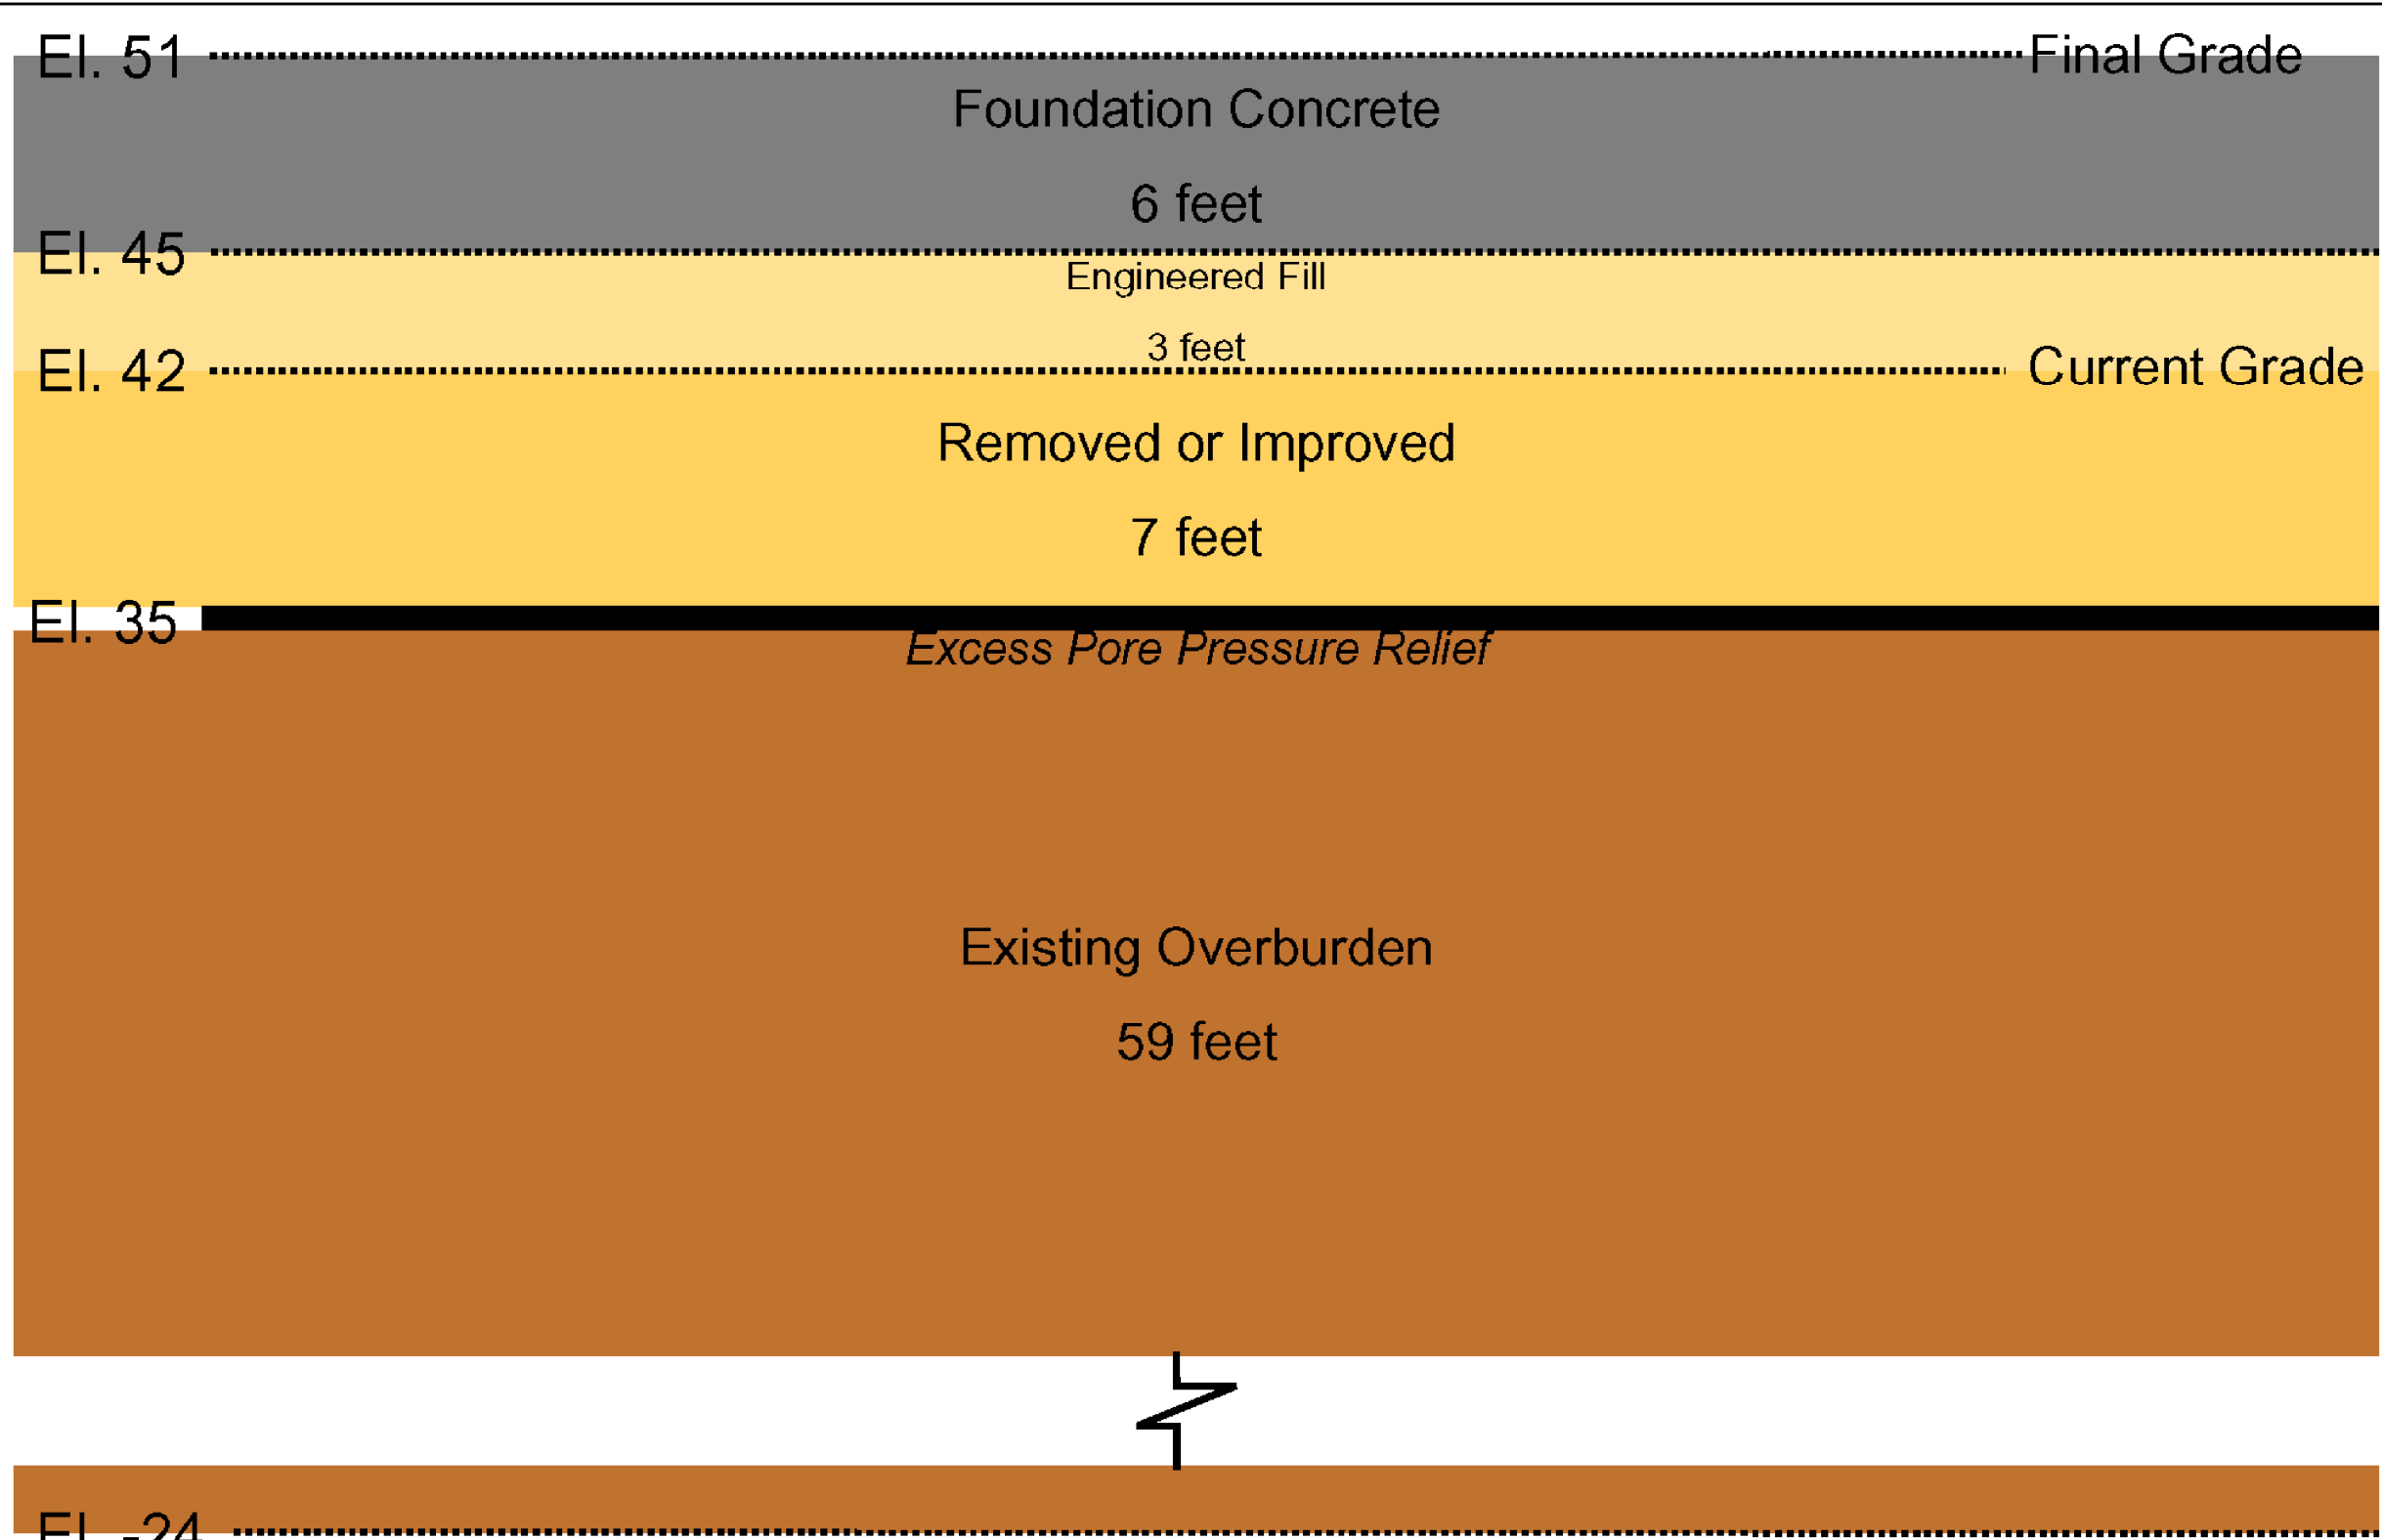 El. 51 Final Grade
Foundation Concrete
6 feet
El. 45
Engineered Fill
3 feet
El. 42 Current Grade
Removed or Improved
7 feet
El. 35
Excess Pore Pressure Relief
Existing Overburden
59 feet
El. -24